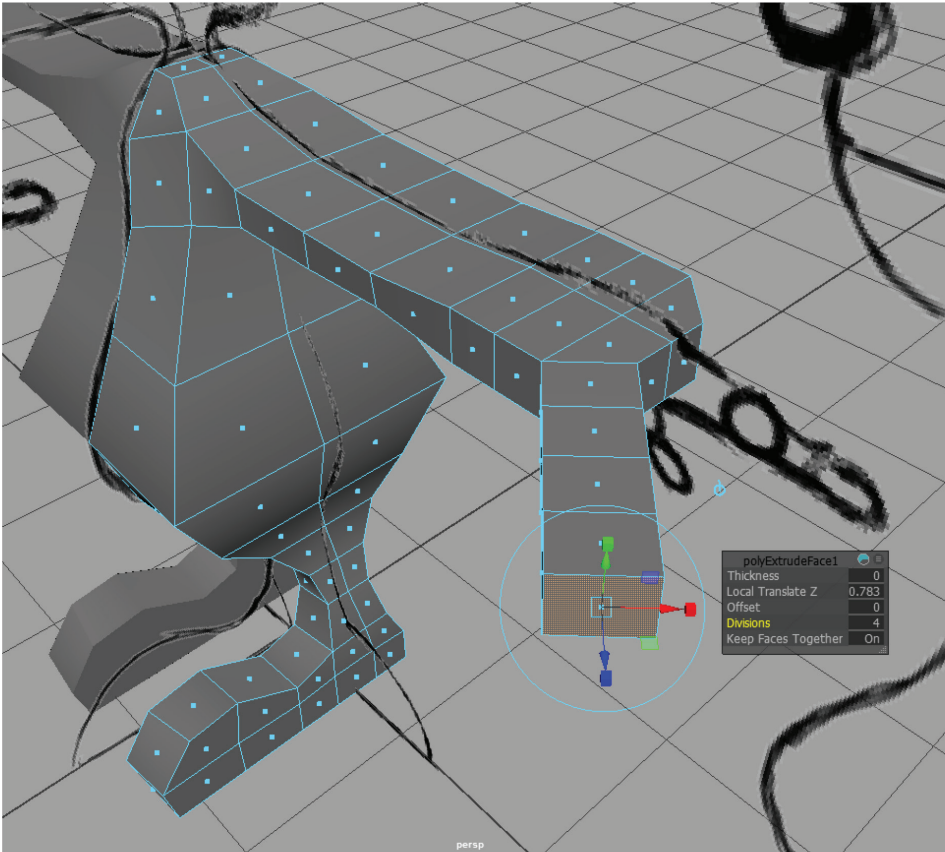 polyExtrudeFace1
Thickness 0
Local Translate Z 0.783
Offset 0
Divisions 4
Keep Faces Together On
persp